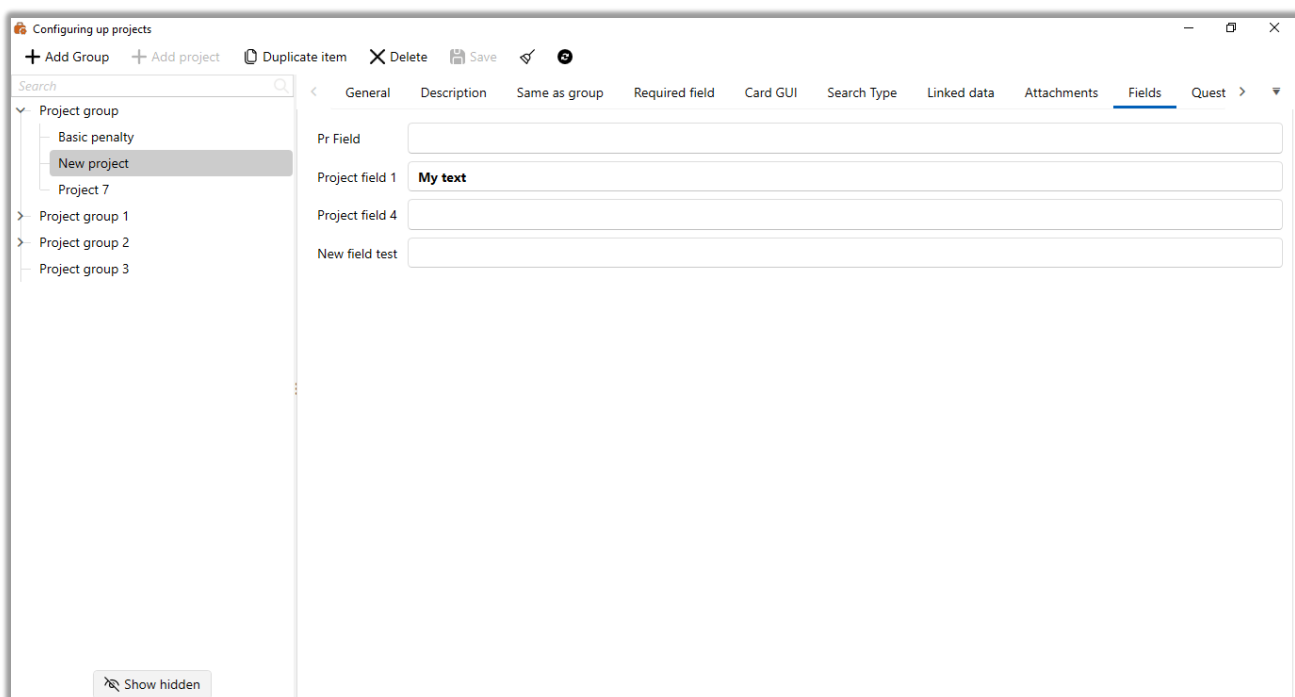 Configuring up projects
Add Group Add project Duplicate item Delete Save
Search
General Description Same as group Required field Card GUI Search Type Linked data Attachments Fields Quest
Project group
Basic penalty
New project
Project 7
Project group 1
Project group 2
Project group 3
Pr Field
Project field 1 My text
Project field 4
New field test
Show hidden